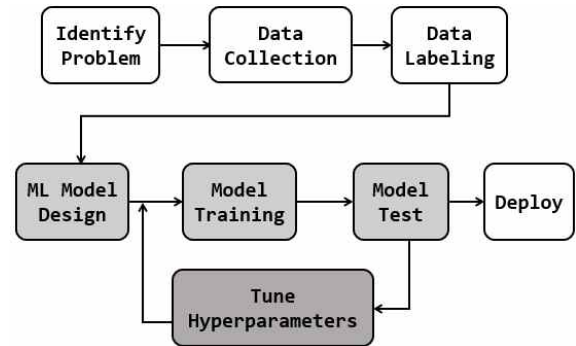 Identify
Problem
Data
Collection
Data
Labeling
ML Model
Design
Model
Training
Model
Test
Deploy
Tune
Hyperparameters